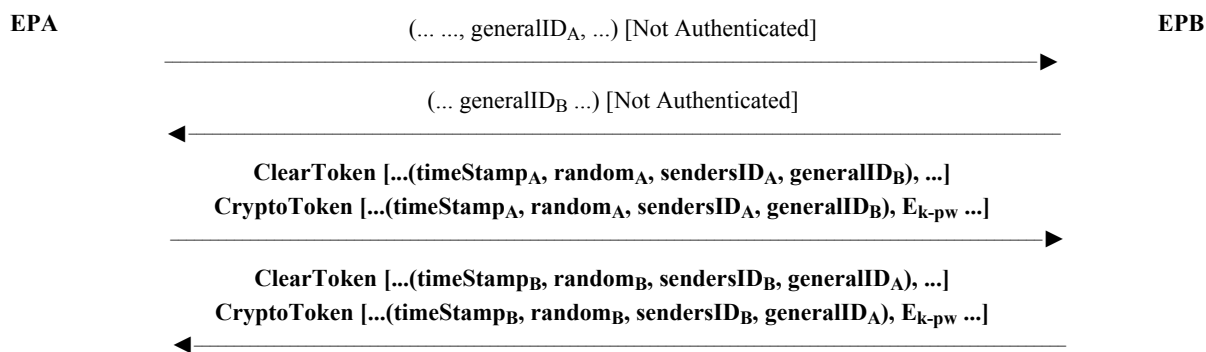 EPA (... ..., generalIDA, ...) [Not Authenticated] EPB
(... generalIDB ...) [Not Authenticated]
ClearToken [...(timeStampA, randomA, sendersIDA, generalIDB), ...]
CryptoToken [...(timeStampA, randomA, sendersIDA, generalIDB), Ek-pw ...]
ClearToken [...(timeStampB, randomB, sendersIDB, generalIDA), ...]
CryptoToken [...(timeStampB, randomB, sendersIDB, generalIDA), Ek-pw ...]